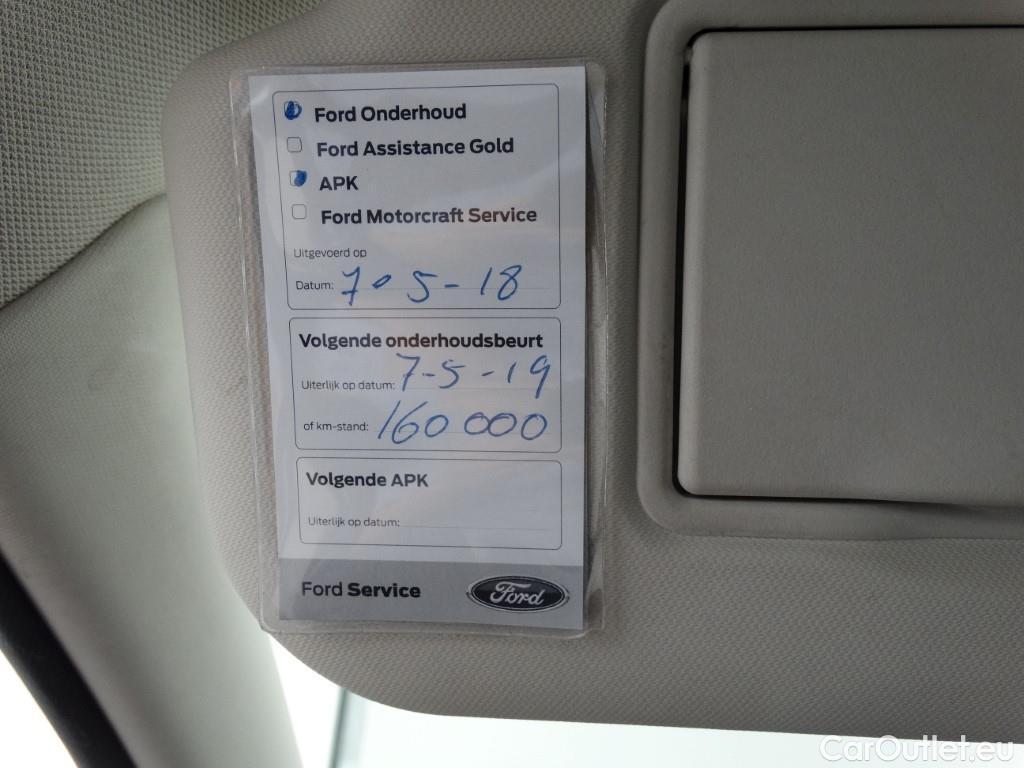 Ford Onderhoud
Ford Assistance Gold
APK
Ford Motorcraft Service
Uitgevoerd op
Datum: 7-5-18
Volgende onderhoudsbeurt
Uiterlijk op datum: 7-5-19
of km-stand: 160 000
Volgende APK
Uiterlijk op datum:
Ford Service Ford
CarOutlet.eu